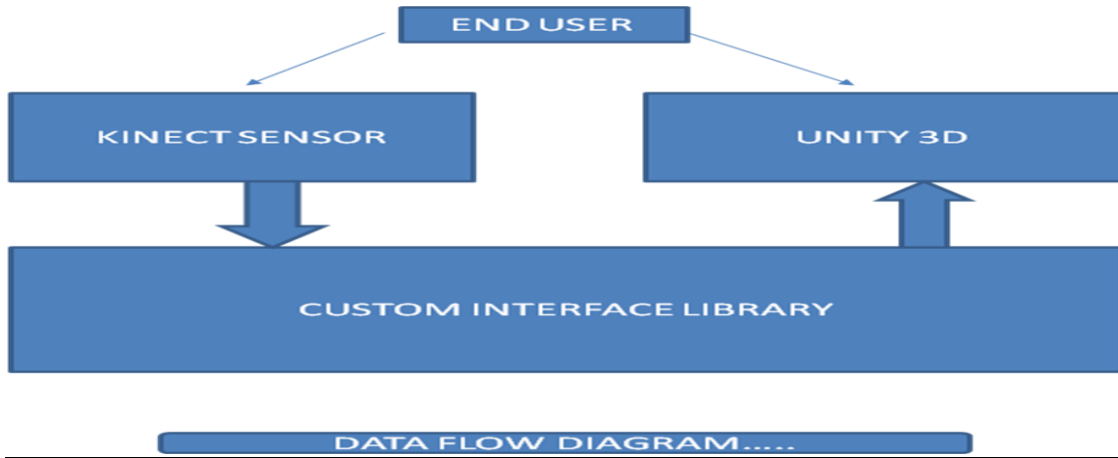 END USER
KINECT SENSOR
UNITY 3D
CUSTOM INTERFACE LIBRARY
DATA FLOW DIAGRAM.....